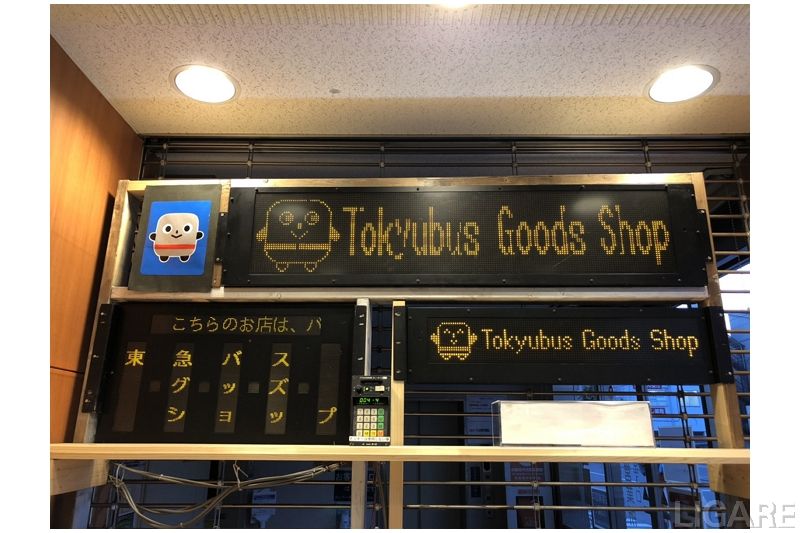 Tokyubus Goods Shop
こちらのお店は、バ
東急バス
グッズ
ショップ
Tokyubus Goods Shop
LIGARE